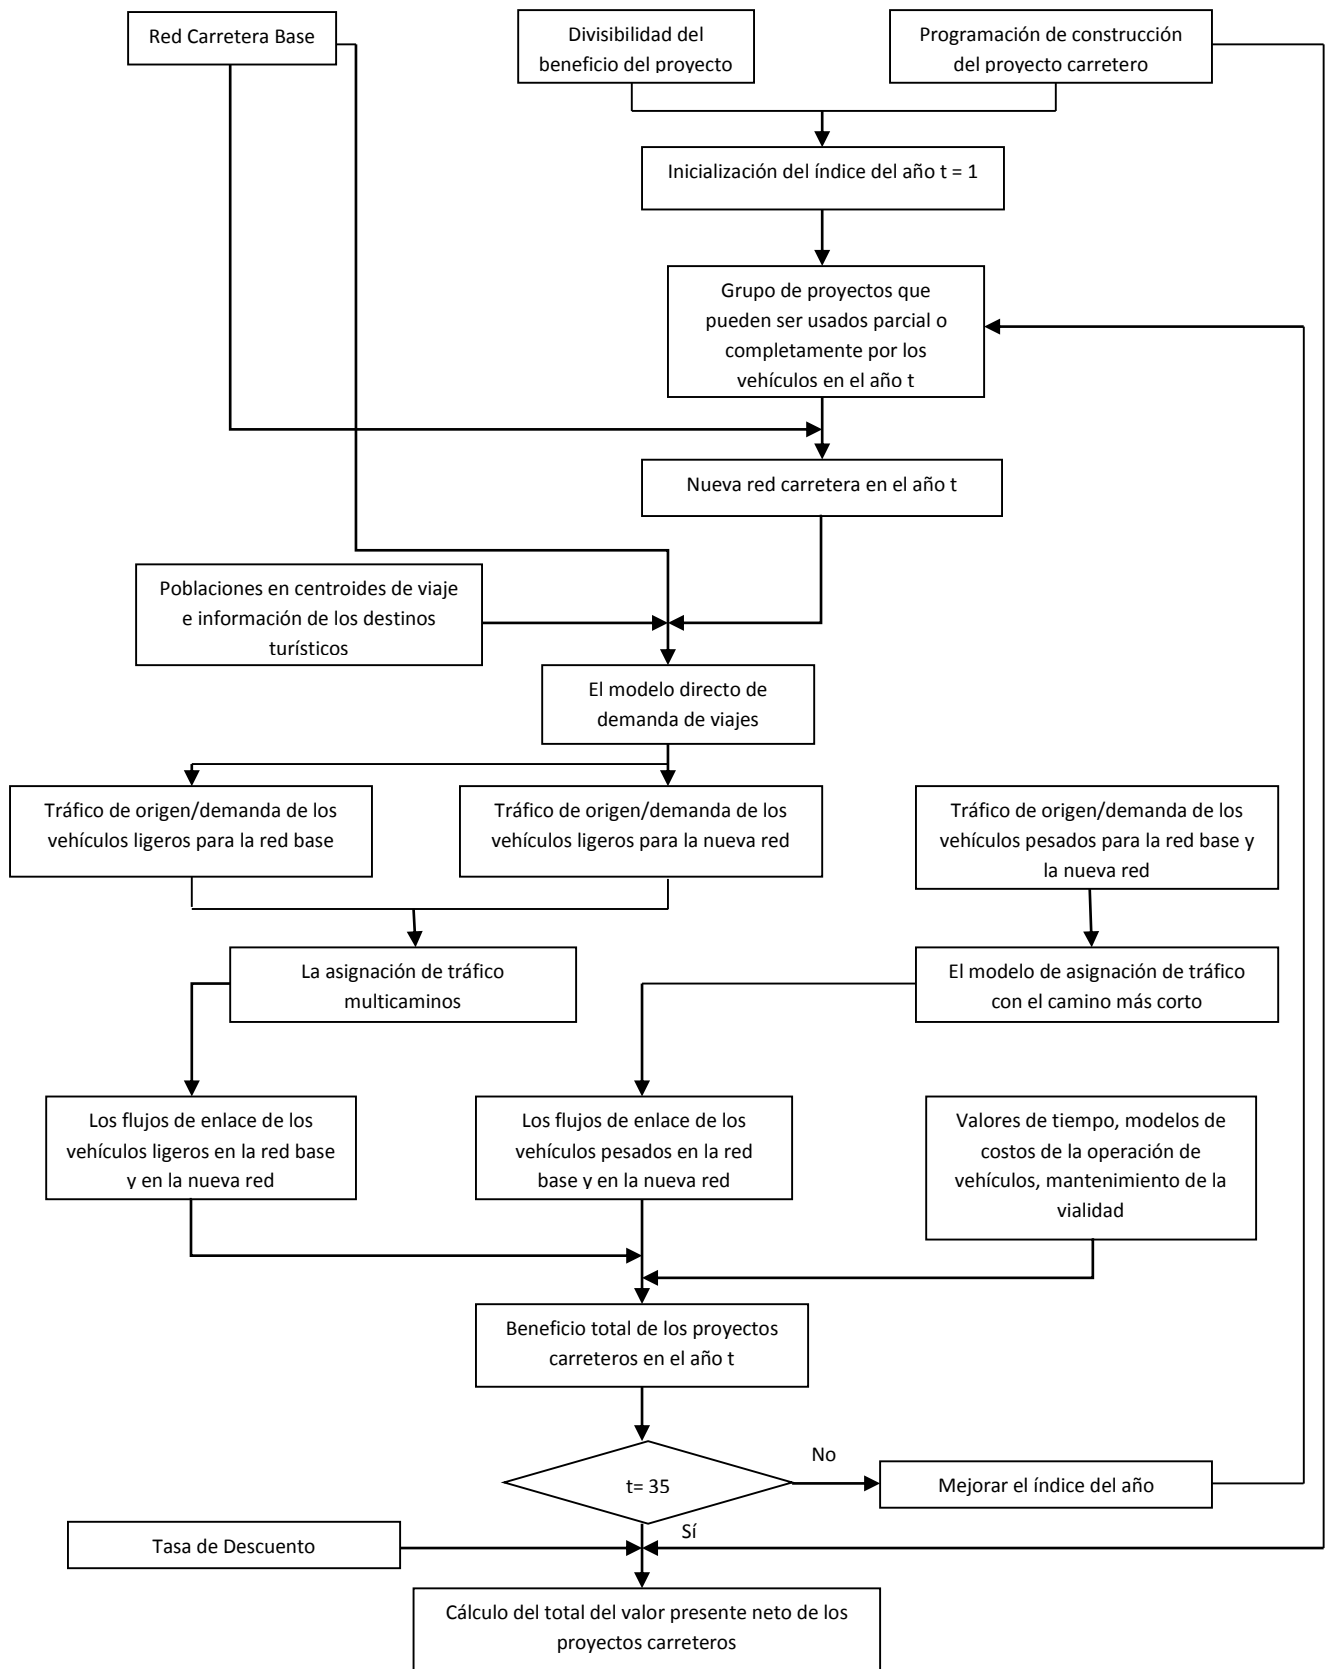 Red Carretera Base
Divisibilidad del
beneficio del proyecto
Programación de construcción
del proyecto carretero
Inicialización del índice del año t = 1
Grupo de proyectos que
pueden ser usados parcial o
completamente por los
vehículos en el año t
Nueva red carretera en el año t
Poblaciones en centroides de viaje
e información de los destinos
turísticos
El modelo directo de
demanda de viajes
Tráfico de origen/demanda de los
vehículos ligeros para la red base
Tráfico de origen/demanda de los
vehículos ligeros para la nueva red
Tráfico de origen/demanda de los
vehículos pesados para la red base y
la nueva red
La asignación de tráfico
multicaminos
El modelo de asignación de tráfico
con el camino más corto
Los flujos de enlace de los
vehículos ligeros en la red base
y en la nueva red
Los flujos de enlace de los
vehículos pesados en la red
base y en la nueva red
Valores de tiempo, modelos de
costos de la operación de
vehículos, mantenimiento de la
vialidad
Beneficio total de los proyectos
carreteros en el año t
t= 35
No
Mejorar el índice del año
Sí
Tasa de Descuento
Cálculo del total del valor presente neto de los
proyectos carreteros